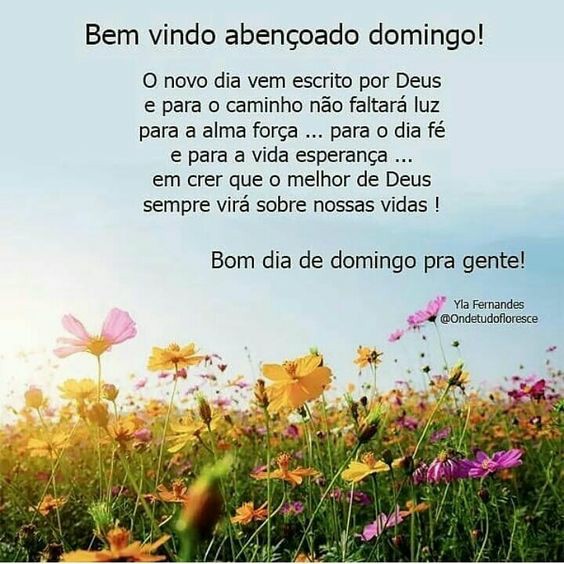 Bem vindo abençoado domingo!
O novo dia vem escrito por Deus
e para o caminho não faltará luz
para a alma força ... para o dia fé
e para a vida esperança ...
em crer que o melhor de Deus
sempre virá sobre nossas vidas !
Bom dia de domingo pra gente!
Yla Fernandes
@Ondetudofloresce